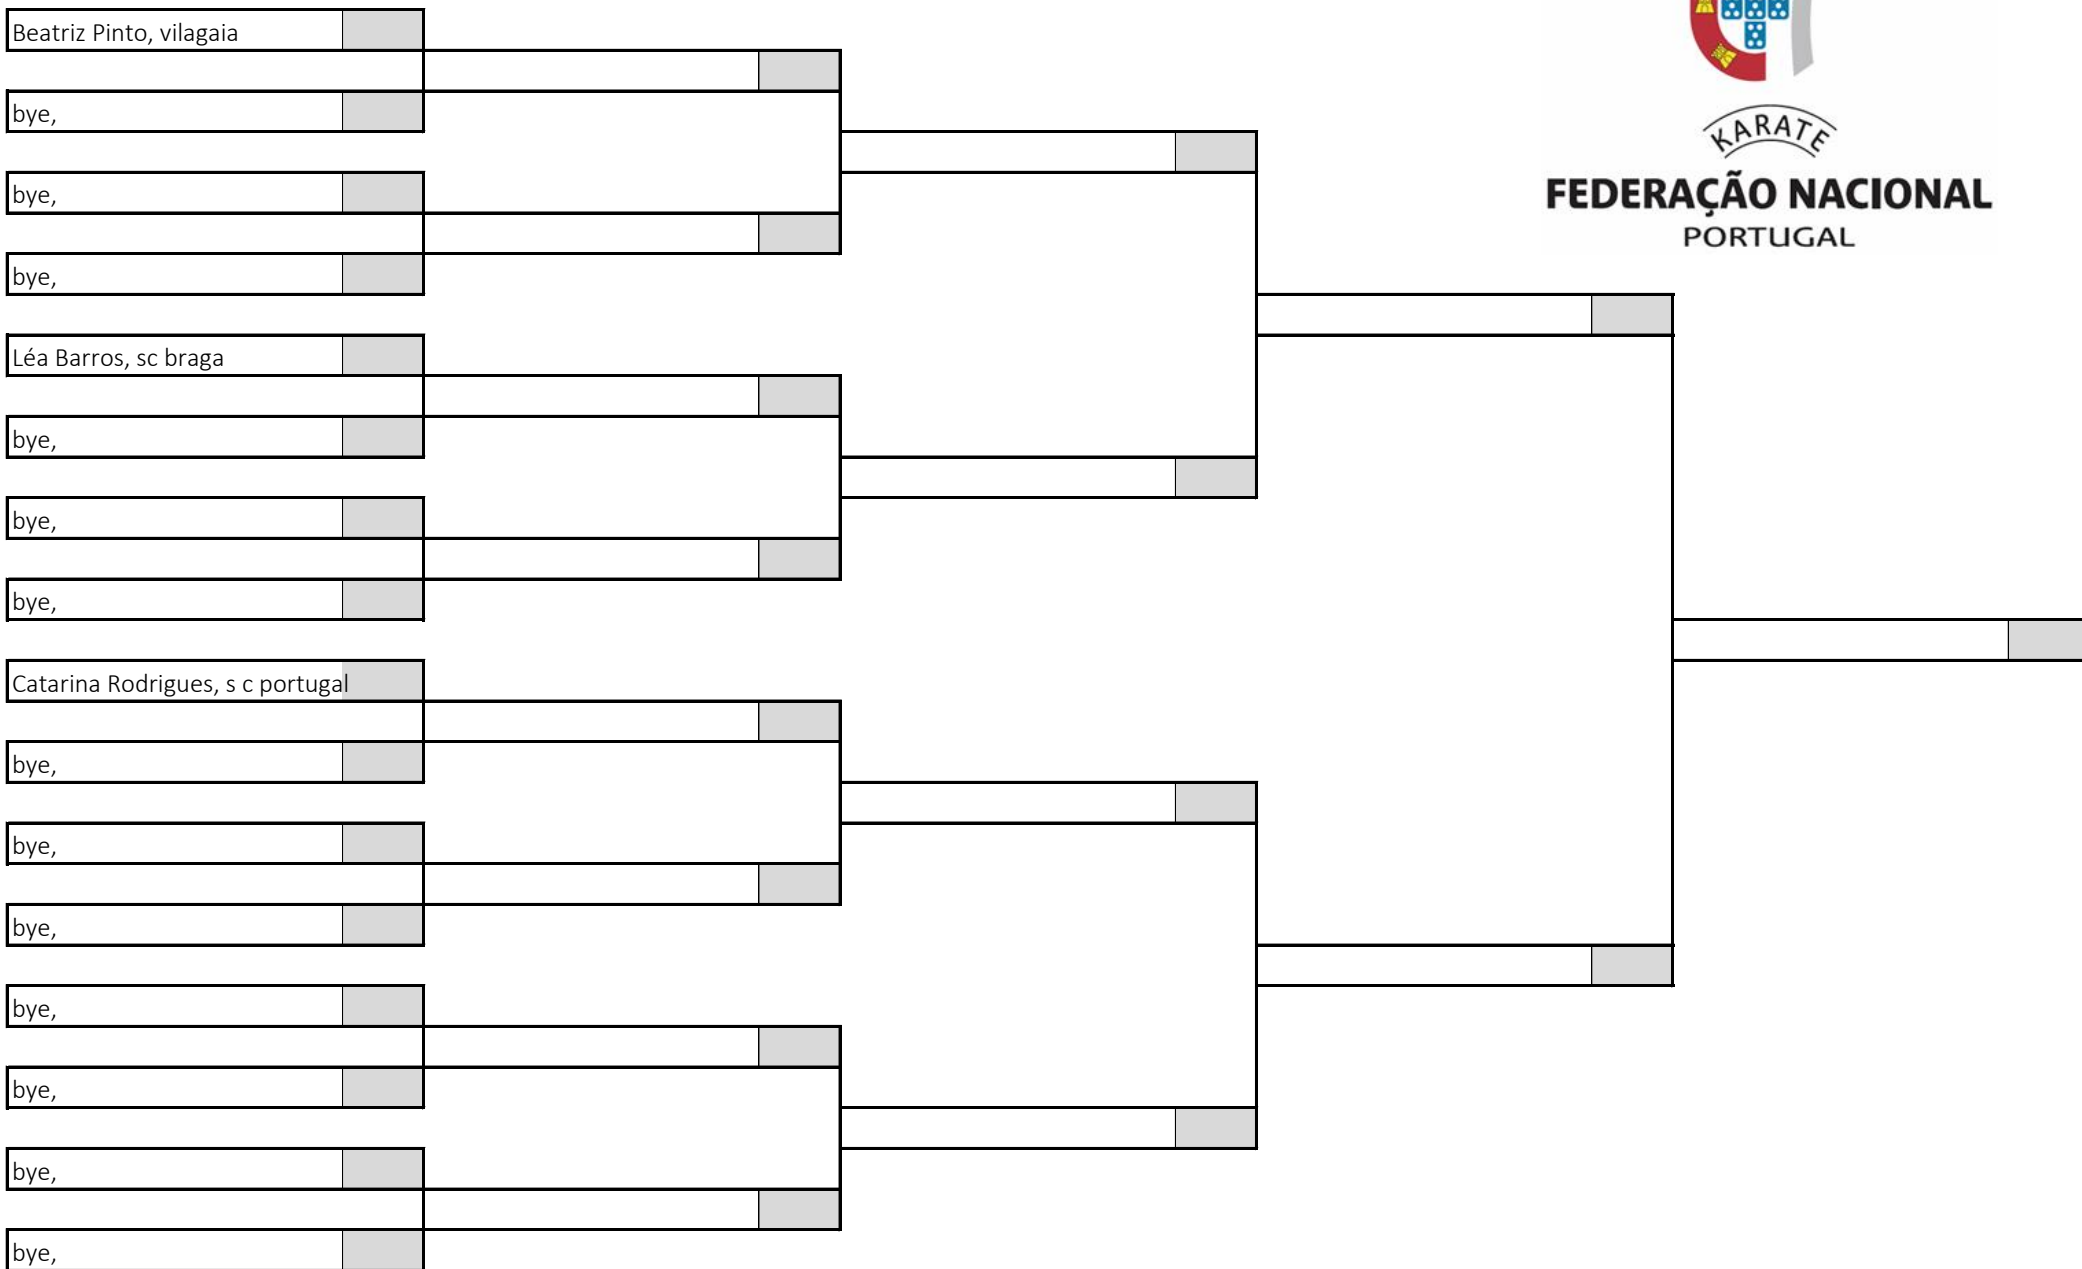 Beatriz Pinto, vilagaia
bye,
bye,
bye,
Léa Barros, sc braga
bye,
bye,
bye,
Catarina Rodrigues, s c portugal
bye,
bye,
bye,
bye,
bye,
bye,
bye,
KARATE
FEDERAÇÃO NACIONAL
PORTUGAL